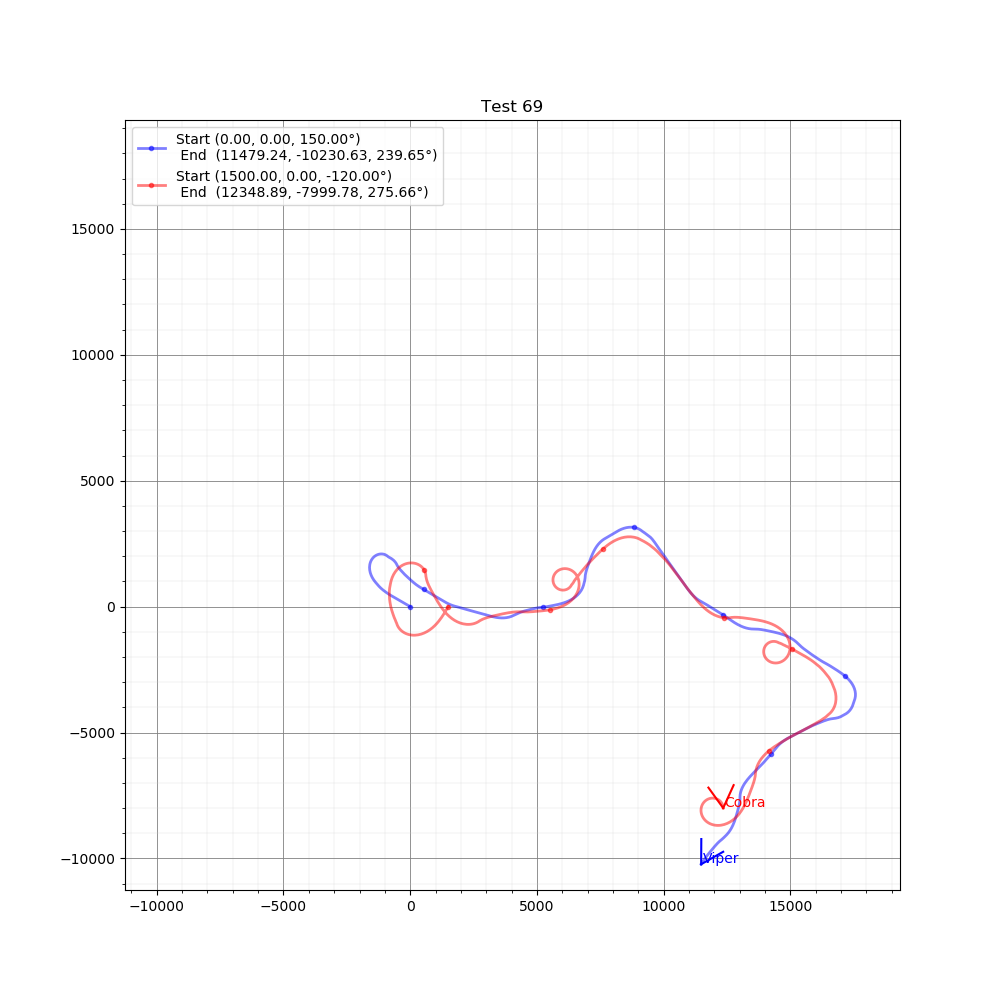 Test 69
Start (0.00, 0.00, 150.00°)
End (11479.24, -10230.63, 239.65°)
Start (1500.00, 0.00, -120.00°)
End (12348.89, -7999.78, 275.66°)
15000
10000
5000
0
−5000
−10000
Cobra
Viper
−10000
−5000
0
5000
10000
15000